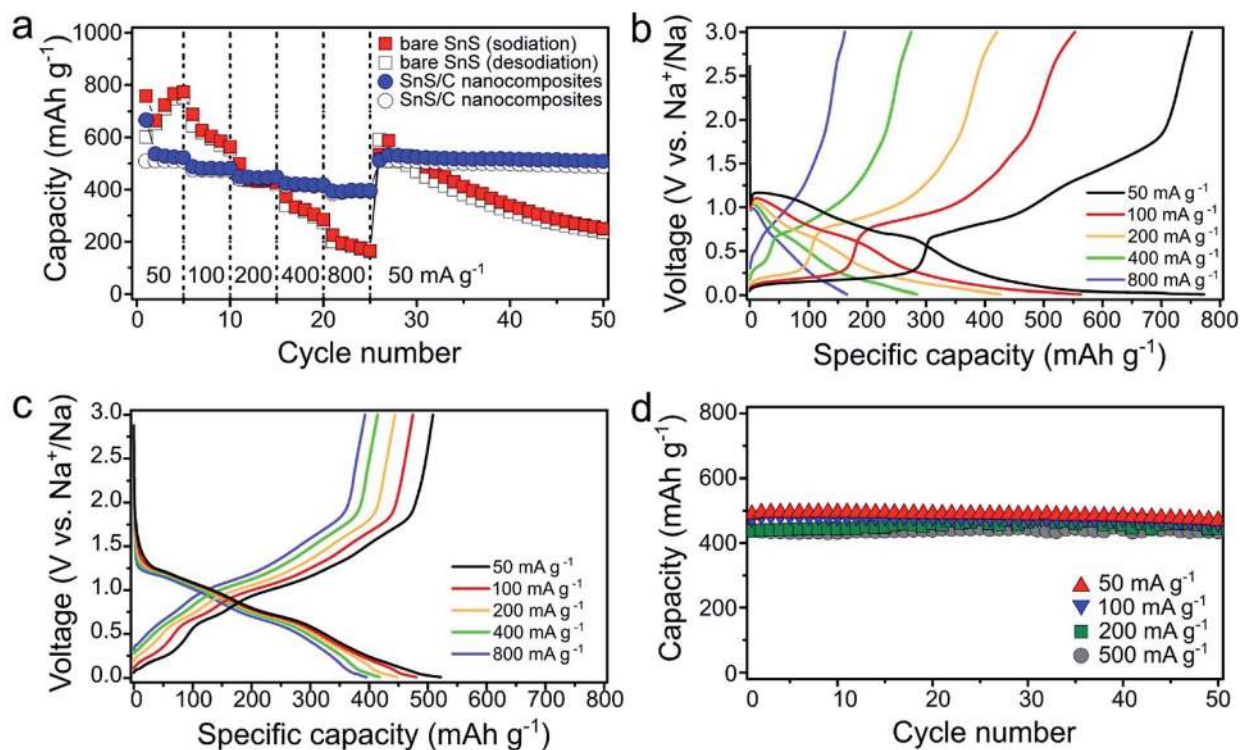 a
Capacity (mAh g⁻¹)
1000
800
600
400
200
0
bare SnS (sodiation)
bare SnS (desodiation)
SnS/C nanocomposites
SnS/C nanocomposites
50 100 200 400 800 50 mA g⁻¹
0 10 20 30 40 50
Cycle number
b
Voltage (V vs. Na⁺/Na)
3.0
2.5
2.0
1.5
1.0
0.5
0.0
50 mA g⁻¹
100 mA g⁻¹
200 mA g⁻¹
400 mA g⁻¹
800 mA g⁻¹
0 100 200 300 400 500 600 700 800
Specific capacity (mAh g⁻¹)
c
Voltage (V vs. Na⁺/Na)
3.0
2.5
2.0
1.5
1.0
0.5
0.0
50 mA g⁻¹
100 mA g⁻¹
200 mA g⁻¹
400 mA g⁻¹
800 mA g⁻¹
0 100 200 300 400 500 600 700 800
Specific capacity (mAh g⁻¹)
d
Capacity (mAh g⁻¹)
800
600
400
200
0
50 mA g⁻¹
100 mA g⁻¹
200 mA g⁻¹
500 mA g⁻¹
0 10 20 30 40 50
Cycle number